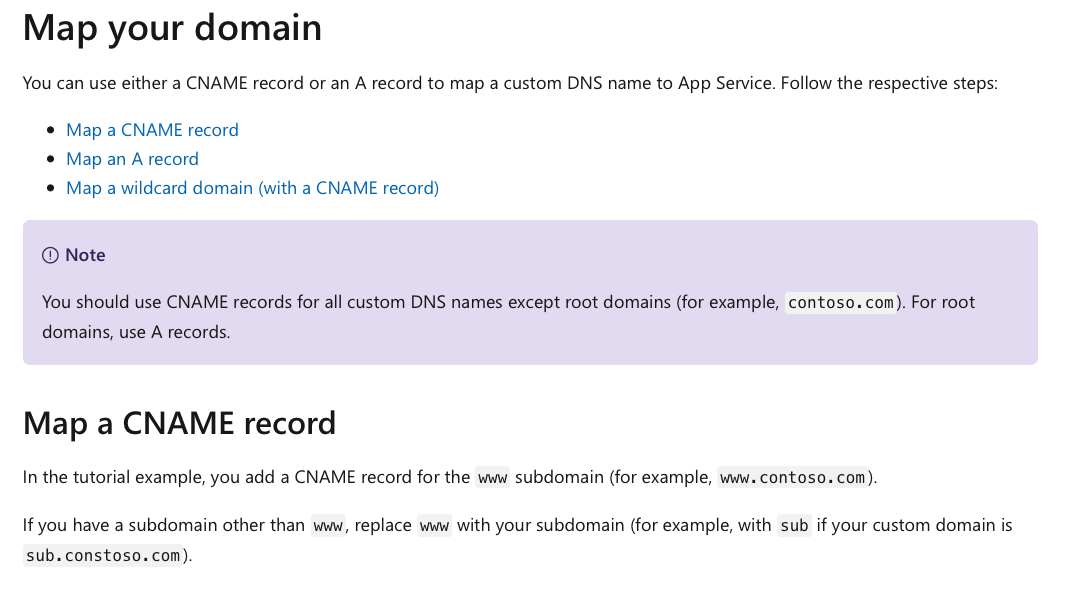 Map your domain
You can use either a CNAME record or an A record to map a custom DNS name to App Service. Follow the respective steps:
Map a CNAME record
Map an A record
Map a wildcard domain (with a CNAME record)
Note
You should use CNAME records for all custom DNS names except root domains (for example, contoso.com). For root
domains, use A records.
Map a CNAME record
In the tutorial example, you add a CNAME record for the www subdomain (for example, www.contoso.com).
If you have a subdomain other than www, replace www with your subdomain (for example, with sub if your custom domain is
sub.constoso.com).